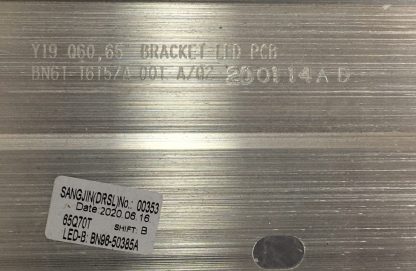 Y19 O60,65 BRACKET-LED PCB
BN61-16157A 001 A/02 200114A D
SANGJIN(DRSL)No.: 00353
Date:2020.06.16
65Q70T SHIFT: B
LED-B: BN96-50385A